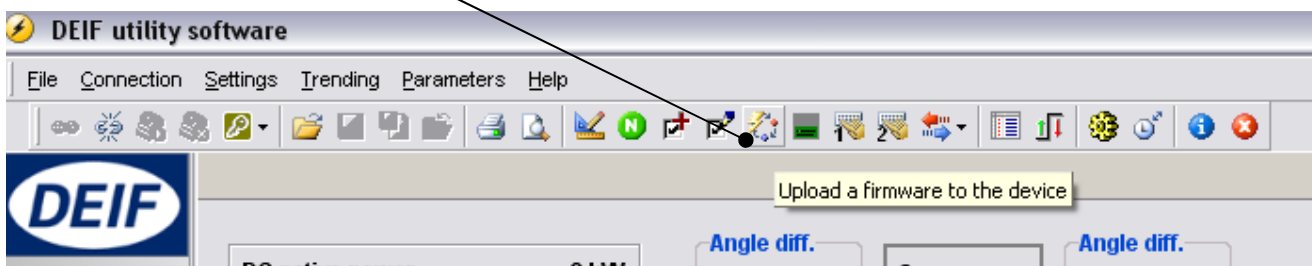 DEIF utility software
File Connection Settings Trending Parameters Help
DEIF
Upload a firmware to the device
Angle diff. Angle diff.